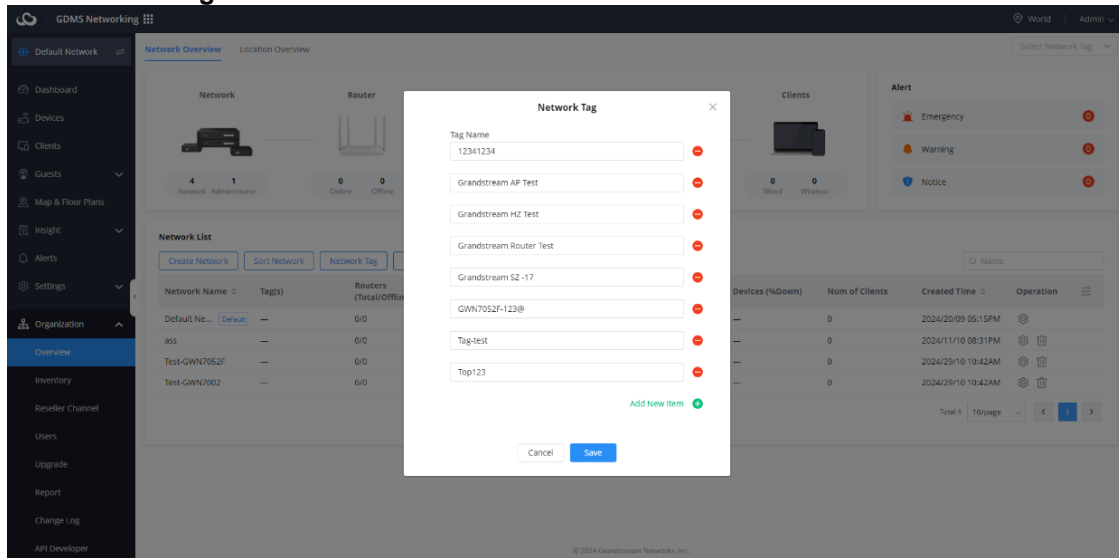 GDMS Networking
World
Admin
Default Network
Network Overview
Location Overview
Select Network Tag
Dashboard
Devices
Clients
Guests
Map & Floor Plans
Insight
Alerts
Settings
Organization
Overview
Inventory
Reseller Channel
Users
Upgrade
Report
Change Log
API Developer
Network
4 1
Network Administrator
Router
0 0
Online Offline
Clients
0 0
Wired Wireless
Alert
Emergency 0
Warning 0
Notice 0
Network List
Create Network
Sort Network
Network Tag
Name
Network Name Tag(s) Routers Devices (%Down) Num of Clients Created Time Operation
(Total/Offlin
Default Ne... Default — 0/0 — 0 2024/20/09 05:15PM
ass — 0/0 — 0 2024/11/10 08:31PM
Test-GWN7052F — 0/0 — 0 2024/29/10 10:42AM
Test-GWN7002 — 0/0 — 0 2024/29/10 10:42AM
Total 4 10/page 1
Network Tag
Tag Name
12341234
Grandstream AP Test
Grandstream HZ Test
Grandstream Router Test
Grandstream SZ -17
GWN7052F-123@
Tag-test
Top123
Add New Item
Cancel
Save
© 2024 Grandstream Networks, Inc.